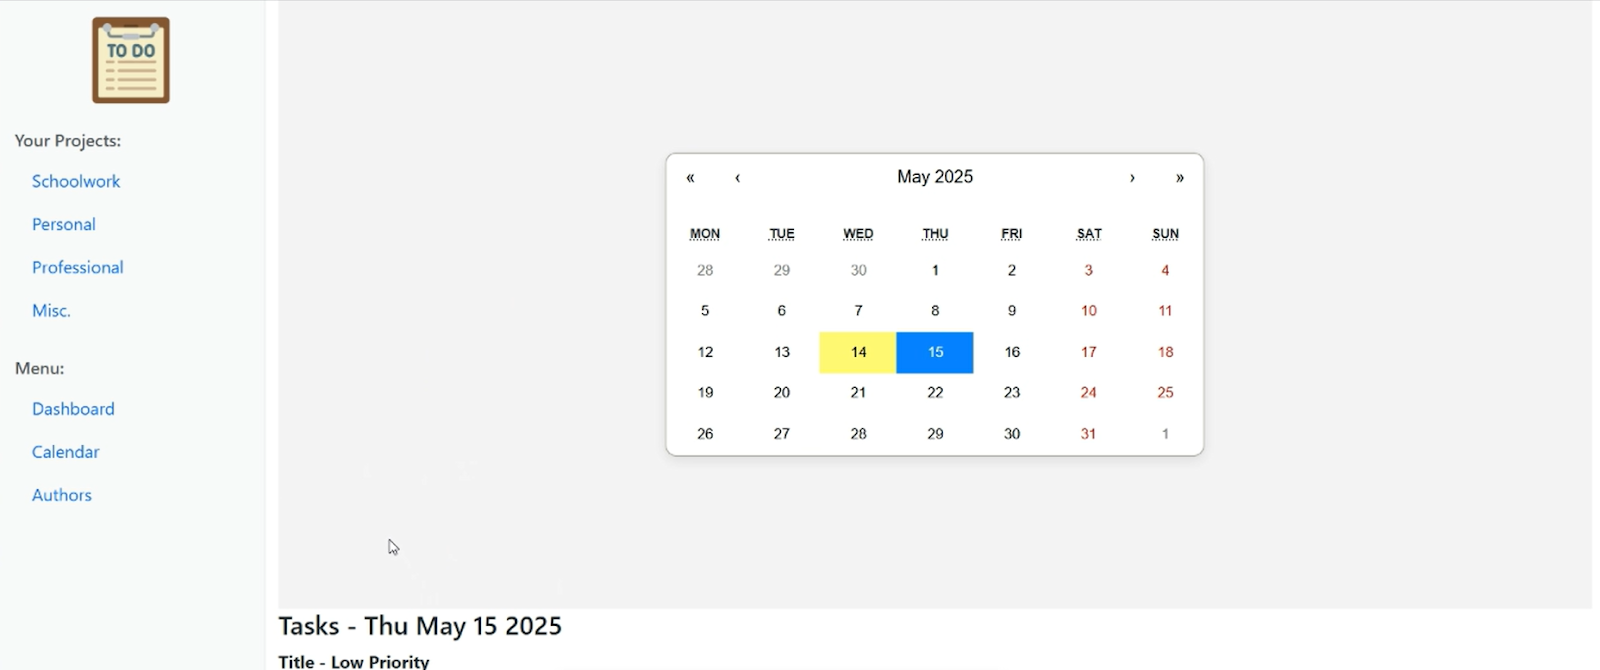 TO DO
Your Projects:
Schoolwork
Personal
Professional
Misc.
Menu:
Dashboard
Calendar
Authors
« ‹ May 2025 › »
MON TUE WED THU FRI SAT SUN
28 29 30 1 2 3 4
5 6 7 8 9 10 11
12 13 14 15 16 17 18
19 20 21 22 23 24 25
26 27 28 29 30 31 1
Tasks - Thu May 15 2025
Title - Low Priority